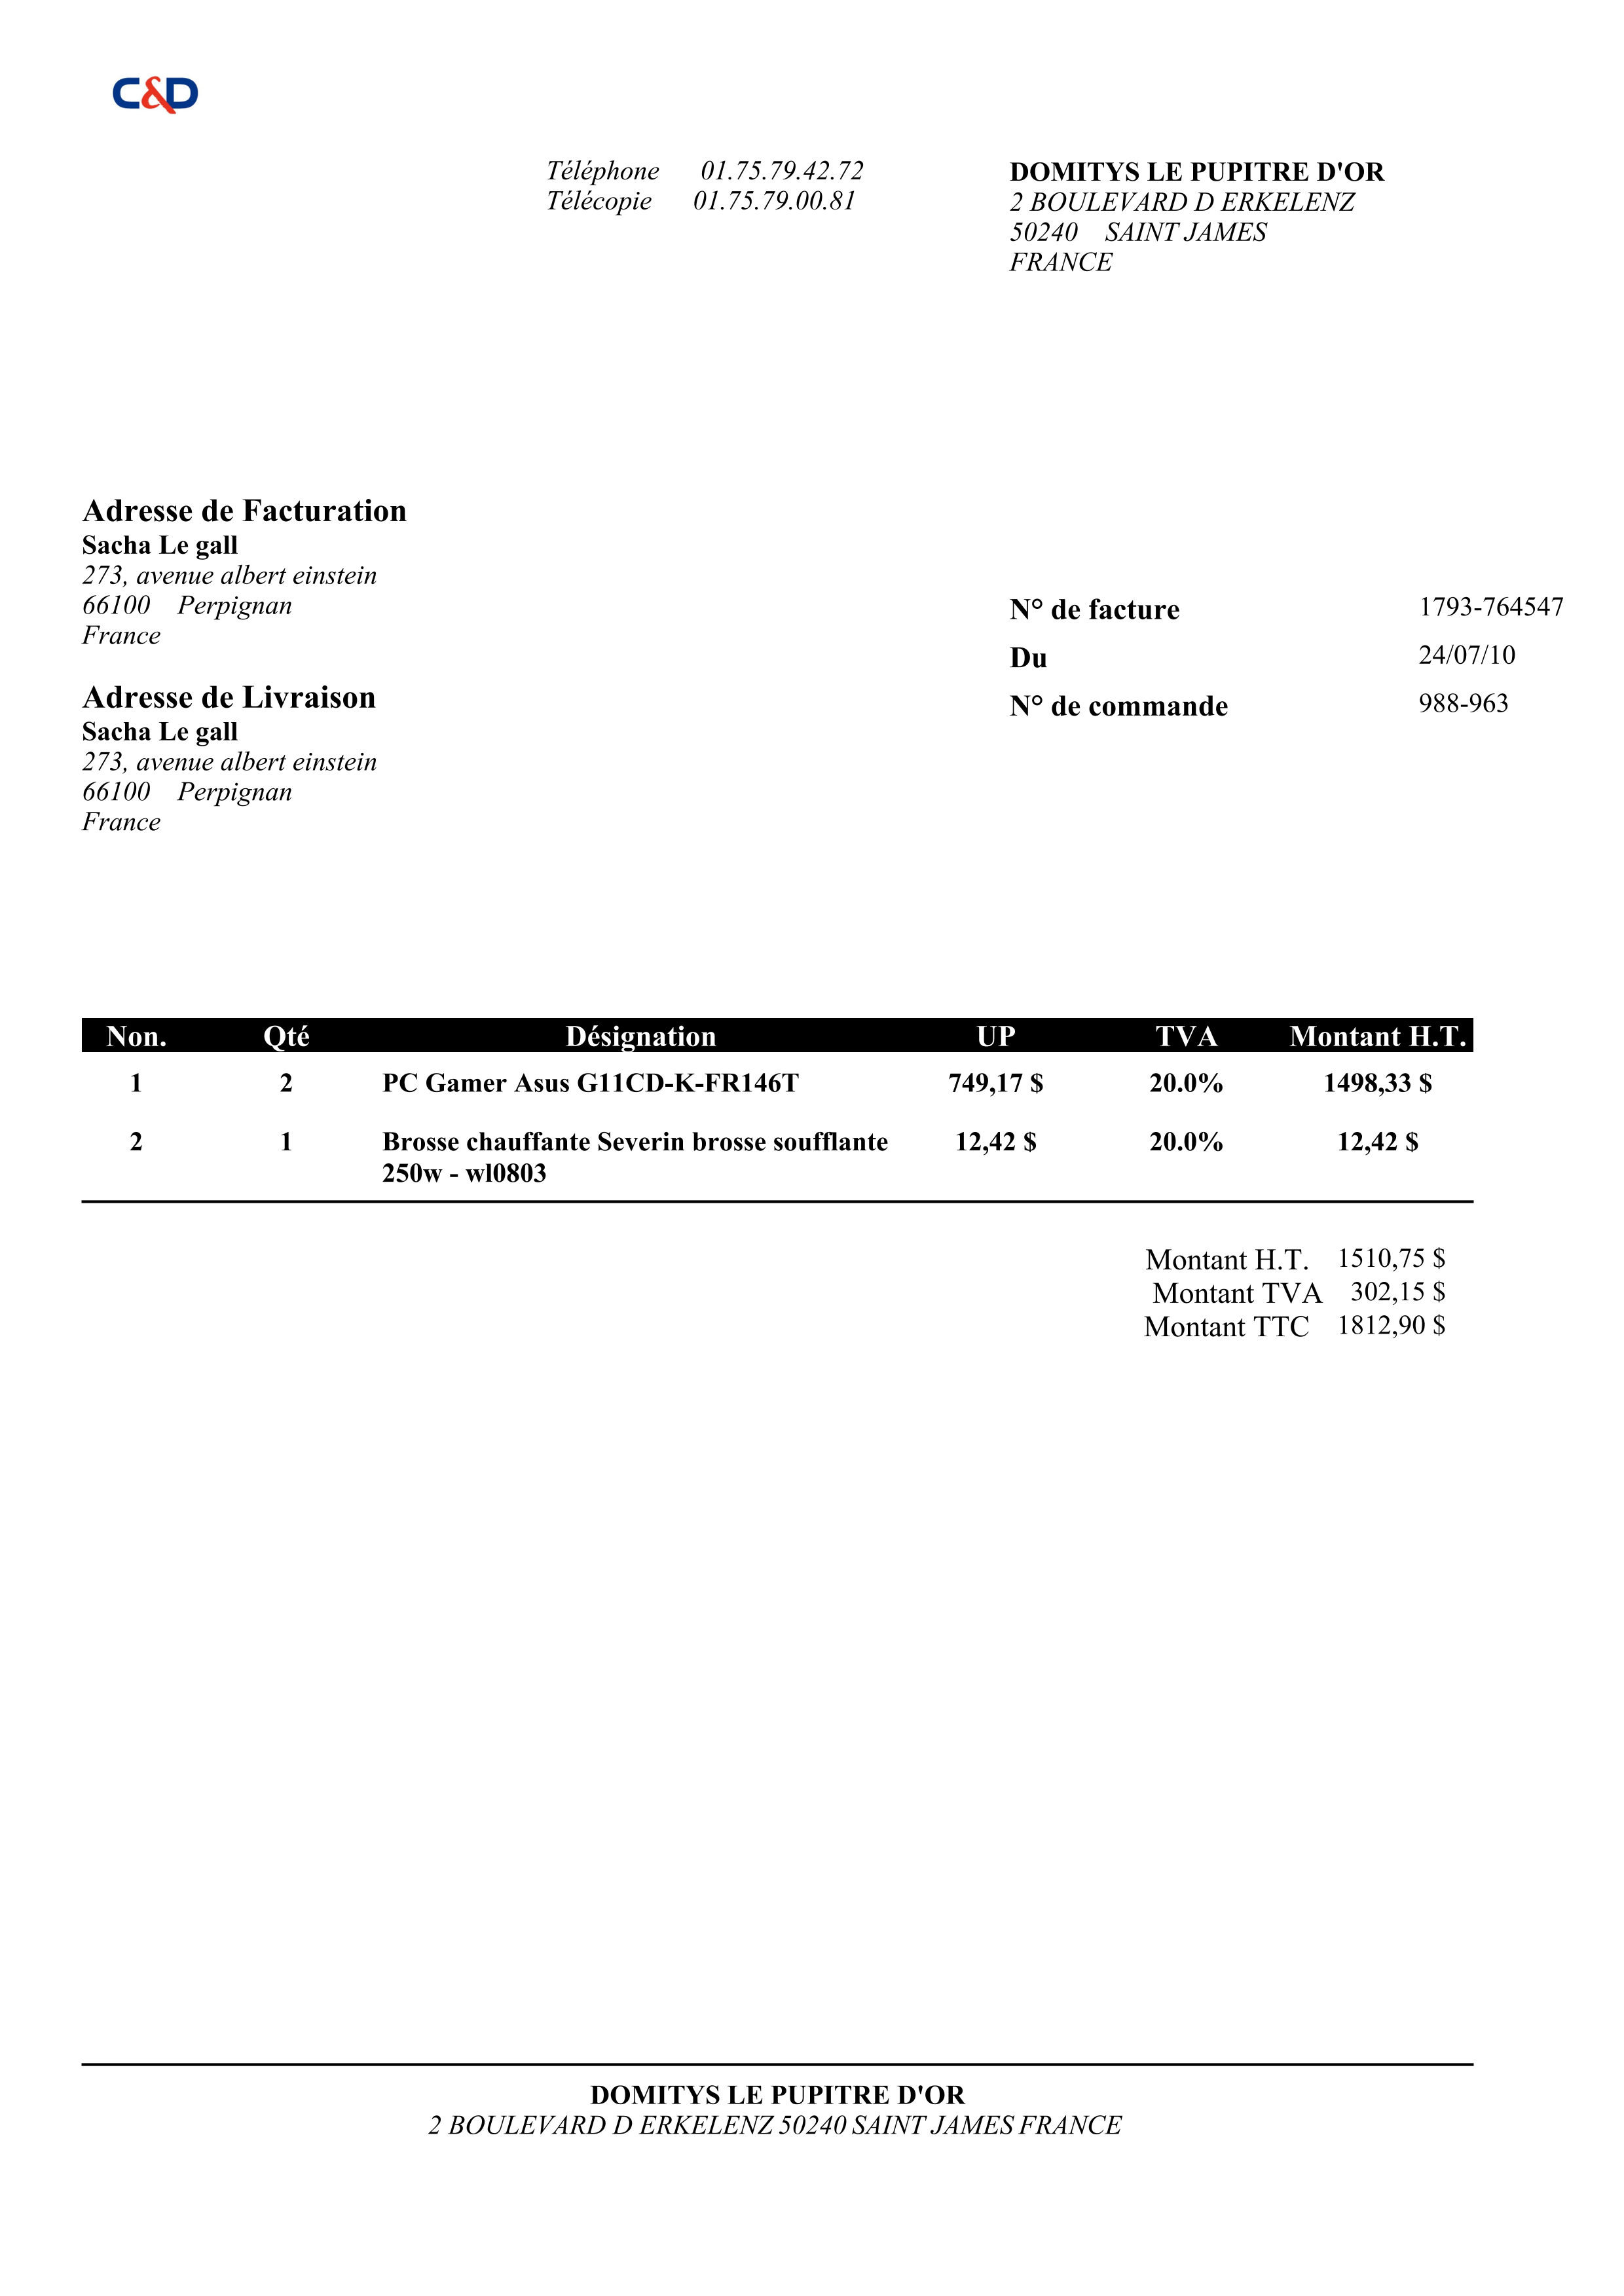 C&D
Téléphone 01.75.79.42.72
Télécopie 01.75.79.00.81
DOMITYS LE PUPITRE D'OR
2 BOULEVARD D ERKELENZ
50240 SAINT JAMES
FRANCE
Adresse de Facturation
Sacha Le gall
273, avenue albert einstein
66100 Perpignan
France
N° de facture 1793-764547
Du 24/07/10
N° de commande 988-963
Adresse de Livraison
Sacha Le gall
273, avenue albert einstein
66100 Perpignan
France
Non. Qté Désignation UP TVA Montant H.T.
1 2 PC Gamer Asus G11CD-K-FR146T 749,17 $ 20.0% 1498,33 $
2 1 Brosse chauffante Severin brosse soufflante 12,42 $ 20.0% 12,42 $
250w - wl0803
Montant H.T. 1510,75 $
Montant TVA 302,15 $
Montant TTC 1812,90 $
DOMITYS LE PUPITRE D'OR
2 BOULEVARD D ERKELENZ 50240 SAINT JAMES FRANCE